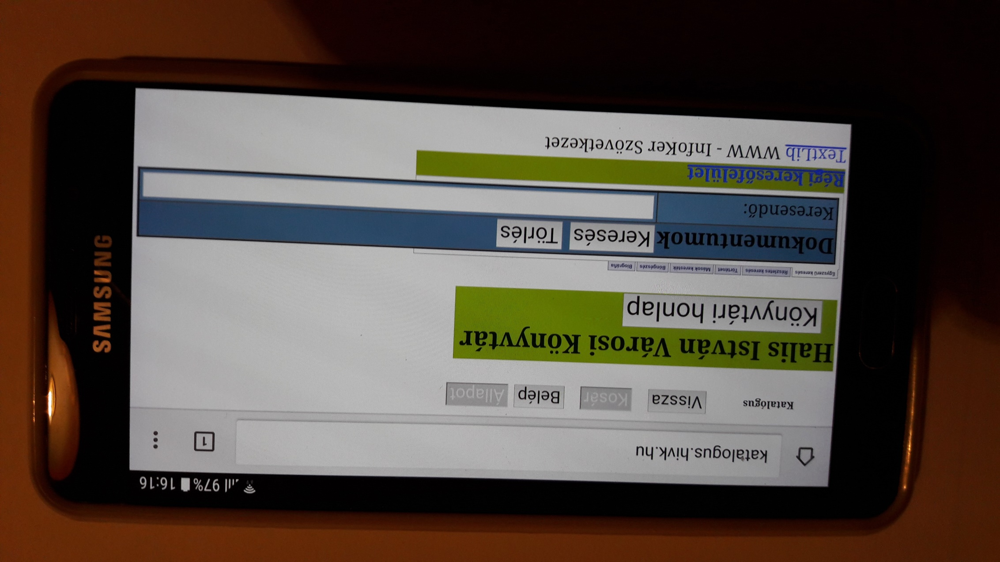 97% 16:16
katalogus.hivk.hu 1
Katalógus Vissza Kosár Belép Állapot
Halis István Városi Könyvtár
Könyvtári honlap
Egyszerű keresés Részletes keresés Történet Mások keresték Böngészés Biográfia
Dokumentumok Keresés Törlés
Keresendő:
Régi keresőfelület
TextLib WWW - InfoKer Szövetkezet
SAMSUNG